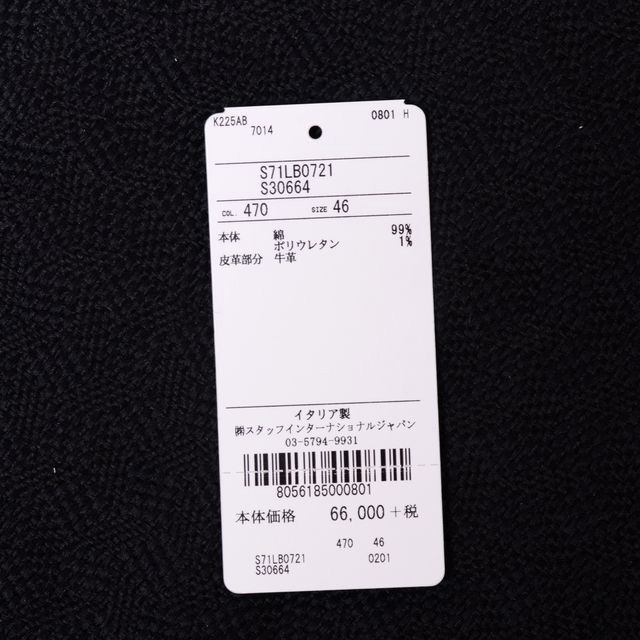 K225AB 0801 H
7014
S71LB0721
S30664
COL. 470 SIZE 46
本体 綿 99%
ポリウレタン 1%
皮革部分 牛革
イタリア製
㈱スタッフインターナショナルジャパン
03-5794-9931
8056185000801
本体価格 66,000+税
470 46
S71LB0721 0201
S30664